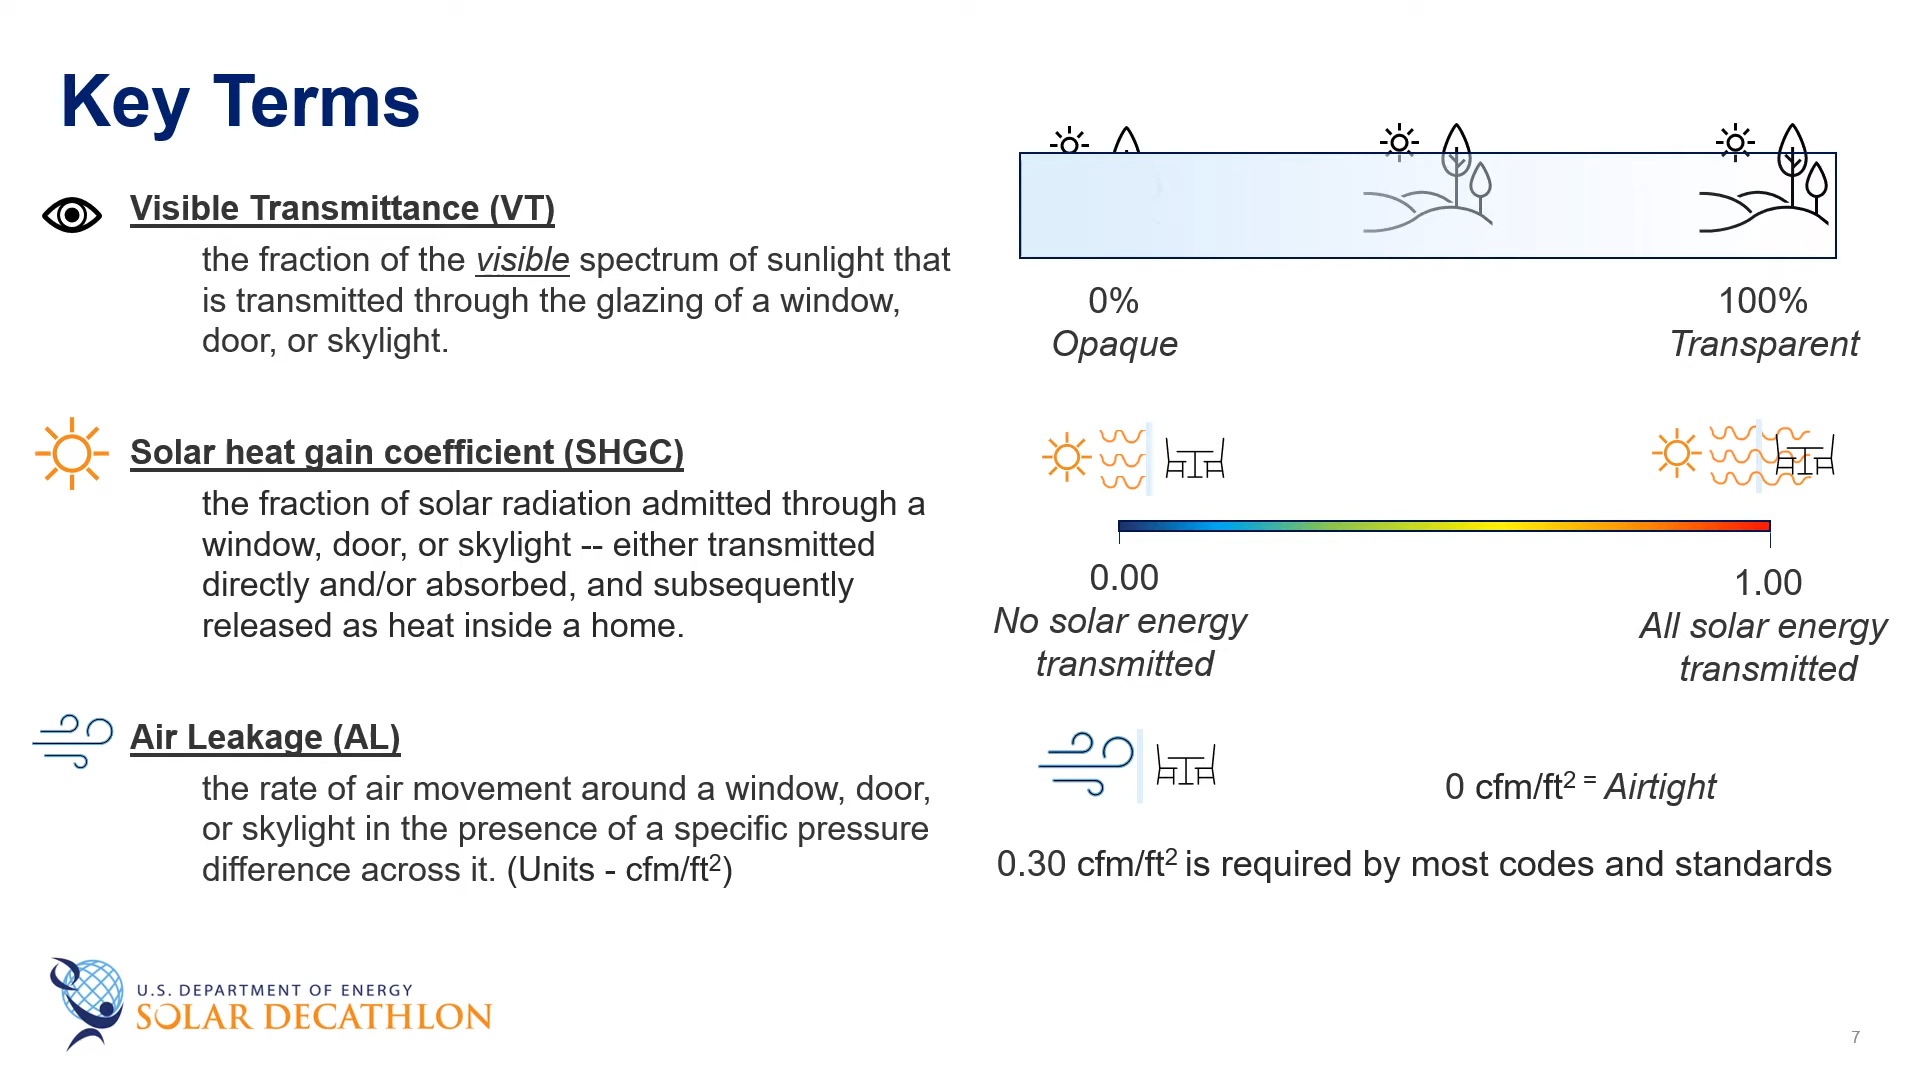 Key Terms
Visible Transmittance (VT)
the fraction of the visible spectrum of sunlight that
is transmitted through the glazing of a window,
door, or skylight.
0%
Opaque
100%
Transparent
Solar heat gain coefficient (SHGC)
the fraction of solar radiation admitted through a
window, door, or skylight -- either transmitted
directly and/or absorbed, and subsequently
released as heat inside a home.
0.00
No solar energy
transmitted
1.00
All solar energy
transmitted
Air Leakage (AL)
the rate of air movement around a window, door,
or skylight in the presence of a specific pressure
difference across it. (Units - cfm/ft²)
0 cfm/ft² = Airtight
0.30 cfm/ft² is required by most codes and standards
U.S. DEPARTMENT OF ENERGY
SOLAR DECATHLON
7